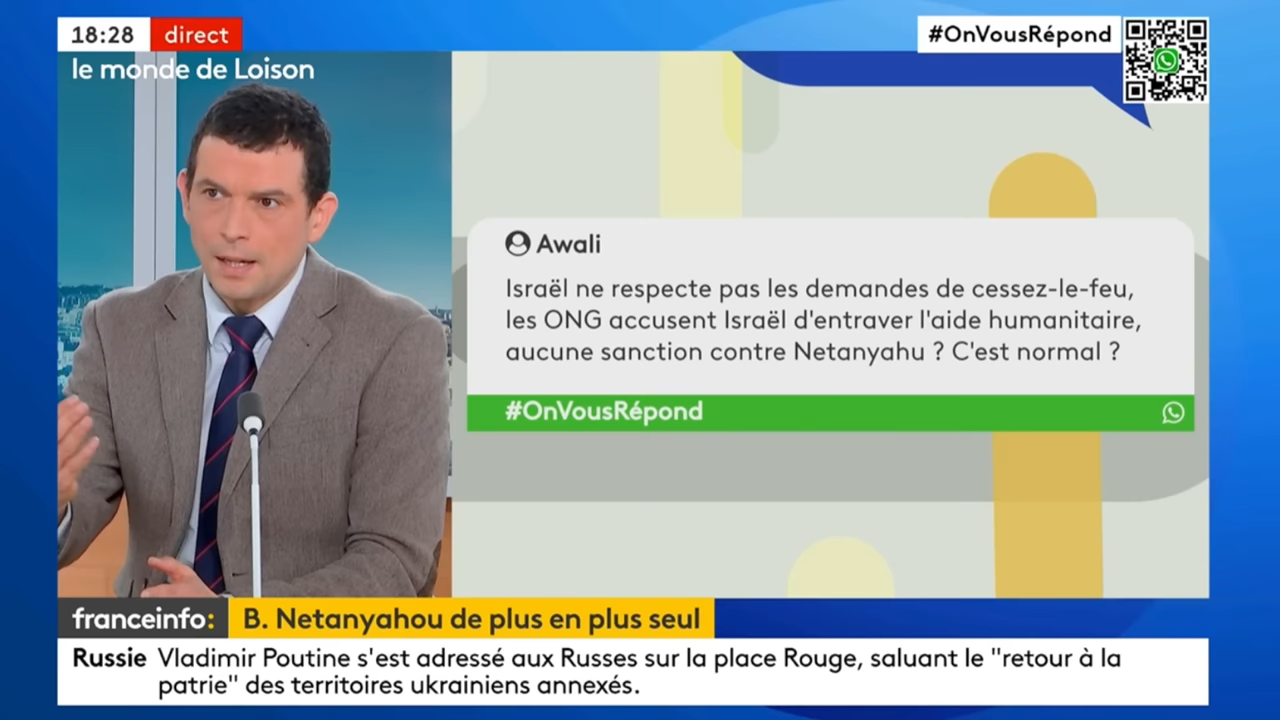 18:28 direct
#OnVousRépond
le monde de Loison
Awali
Israël ne respecte pas les demandes de cessez-le-feu,
les ONG accusent Israël d'entraver l'aide humanitaire,
aucune sanction contre Netanyahu ? C'est normal ?
#OnVousRépond
franceinfo: B. Netanyahou de plus en plus seul
Russie Vladimir Poutine s'est adressé aux Russes sur la place Rouge, saluant le "retour à la
patrie" des territoires ukrainiens annexés.